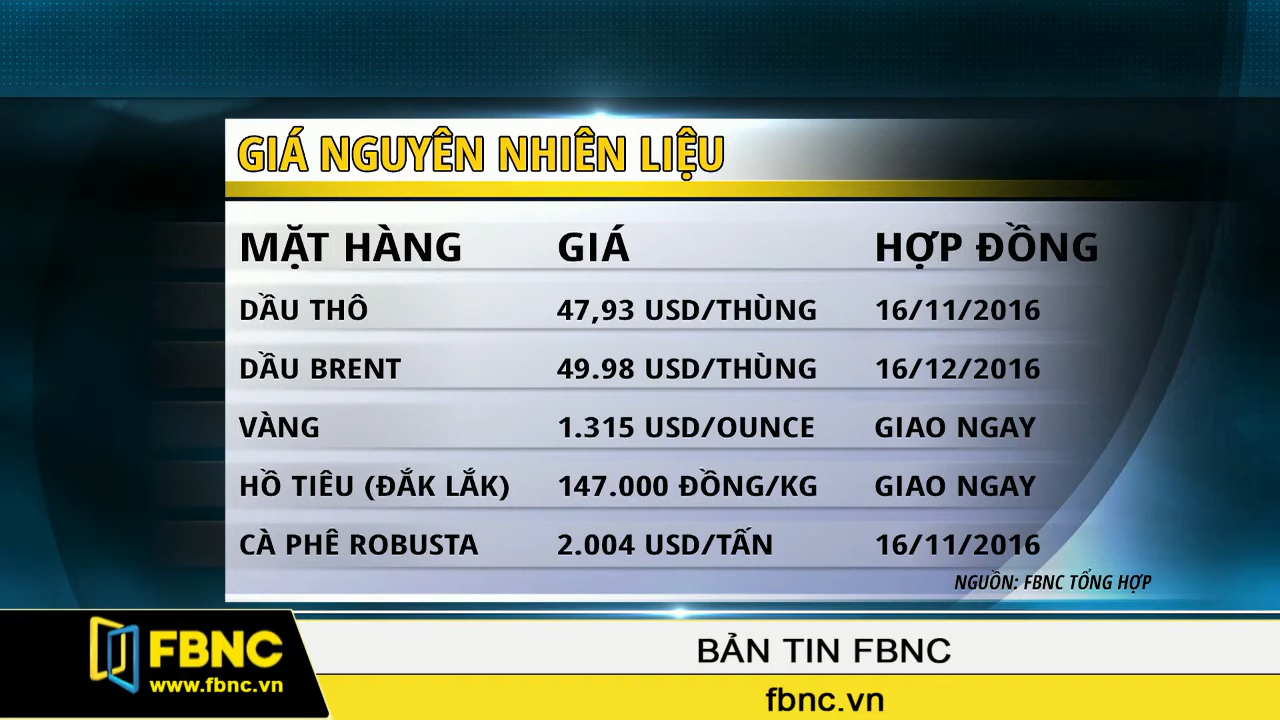 GIÁ NGUYÊN NHIÊN LIỆU
MẶT HÀNG GIÁ HỢP ĐỒNG
DẦU THÔ 47,93 USD/THÙNG 16/11/2016
DẦU BRENT 49.98 USD/THÙNG 16/12/2016
VÀNG 1.315 USD/OUNCE GIAO NGAY
HỒ TIÊU (ĐẮK LẮK) 147.000 ĐỒNG/KG GIAO NGAY
CÀ PHÊ ROBUSTA 2.004 USD/TẤN 16/11/2016
NGUỒN: FBNC TỔNG HỢP
FBNC
www.fbnc.vn
BẢN TIN FBNC
fbnc.vn